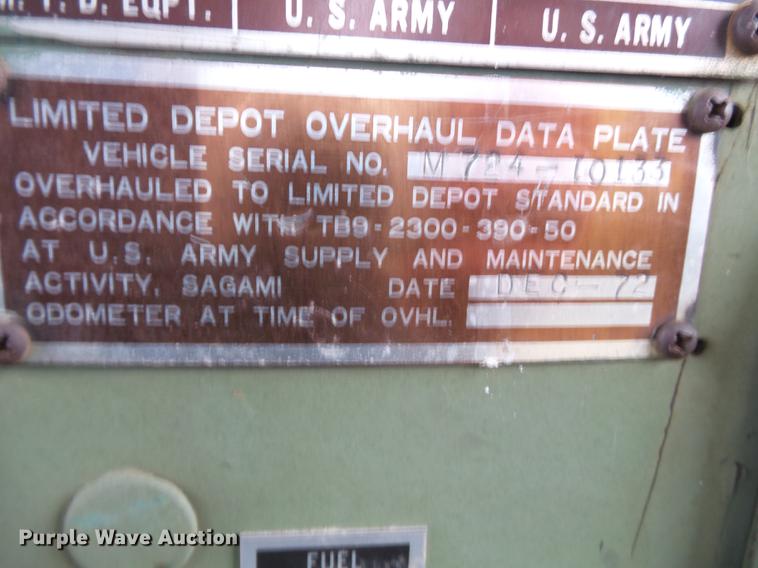 M. T. D. EQPT. U. S. ARMY U. S. ARMY
LIMITED DEPOT OVERHAUL DATA PLATE
VEHICLE SERIAL NO. M724-10133
OVERHAULED TO LIMITED DEPOT STANDARD IN
ACCORDANCE WITH TB9-2300-390-50
AT U.S. ARMY SUPPLY AND MAINTENANCE
ACTIVITY, SAGAMI DATE DEC-72
ODOMETER AT TIME OF OVHL.
Purple Wave Auction
FUEL